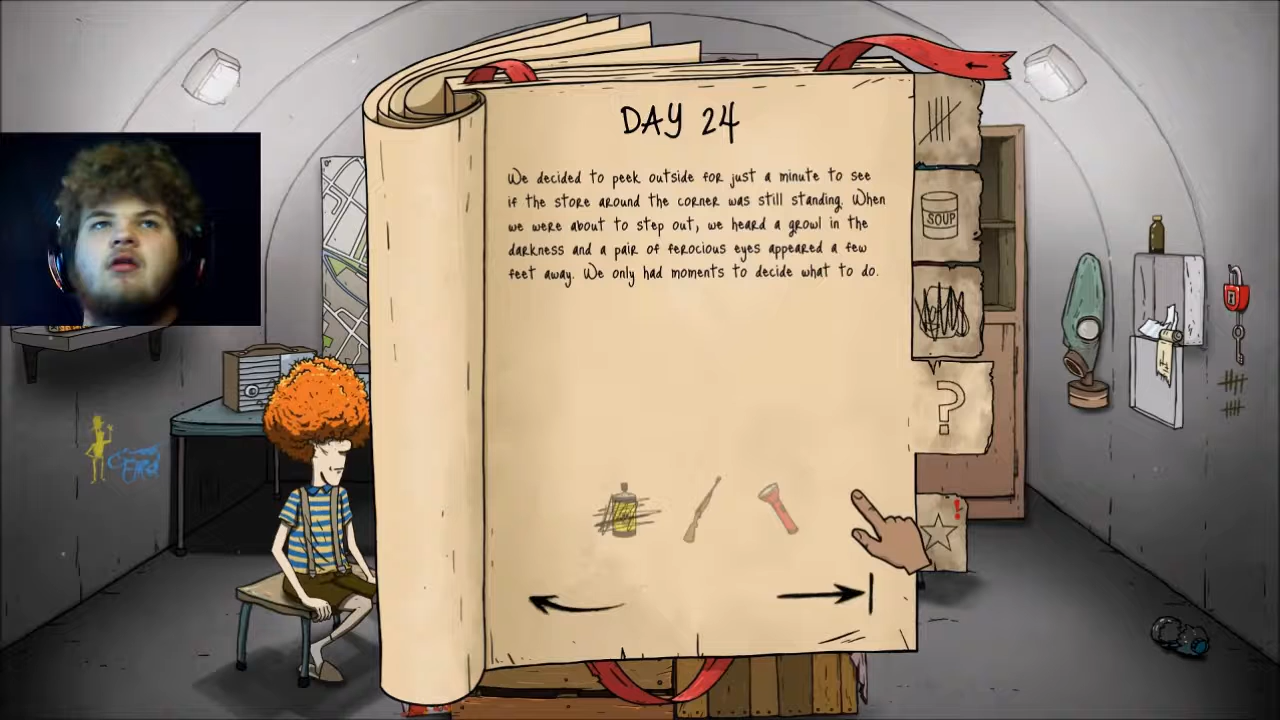 DAY 24
We decided to peek outside for just a minute to see
if the store around the corner was still standing. When
we were about to step out, we heard a growl in the
darkness and a pair of ferocious eyes appeared a few
feet away. We only had moments to decide what to do.
SOUP
?
!